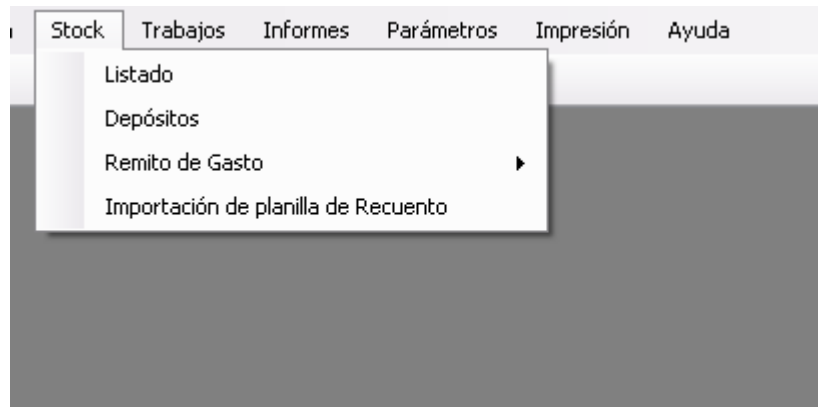 Stock Trabajos Informes Parámetros Impresión Ayuda
Listado
Depósitos
Remito de Gasto
Importación de planilla de Recuento